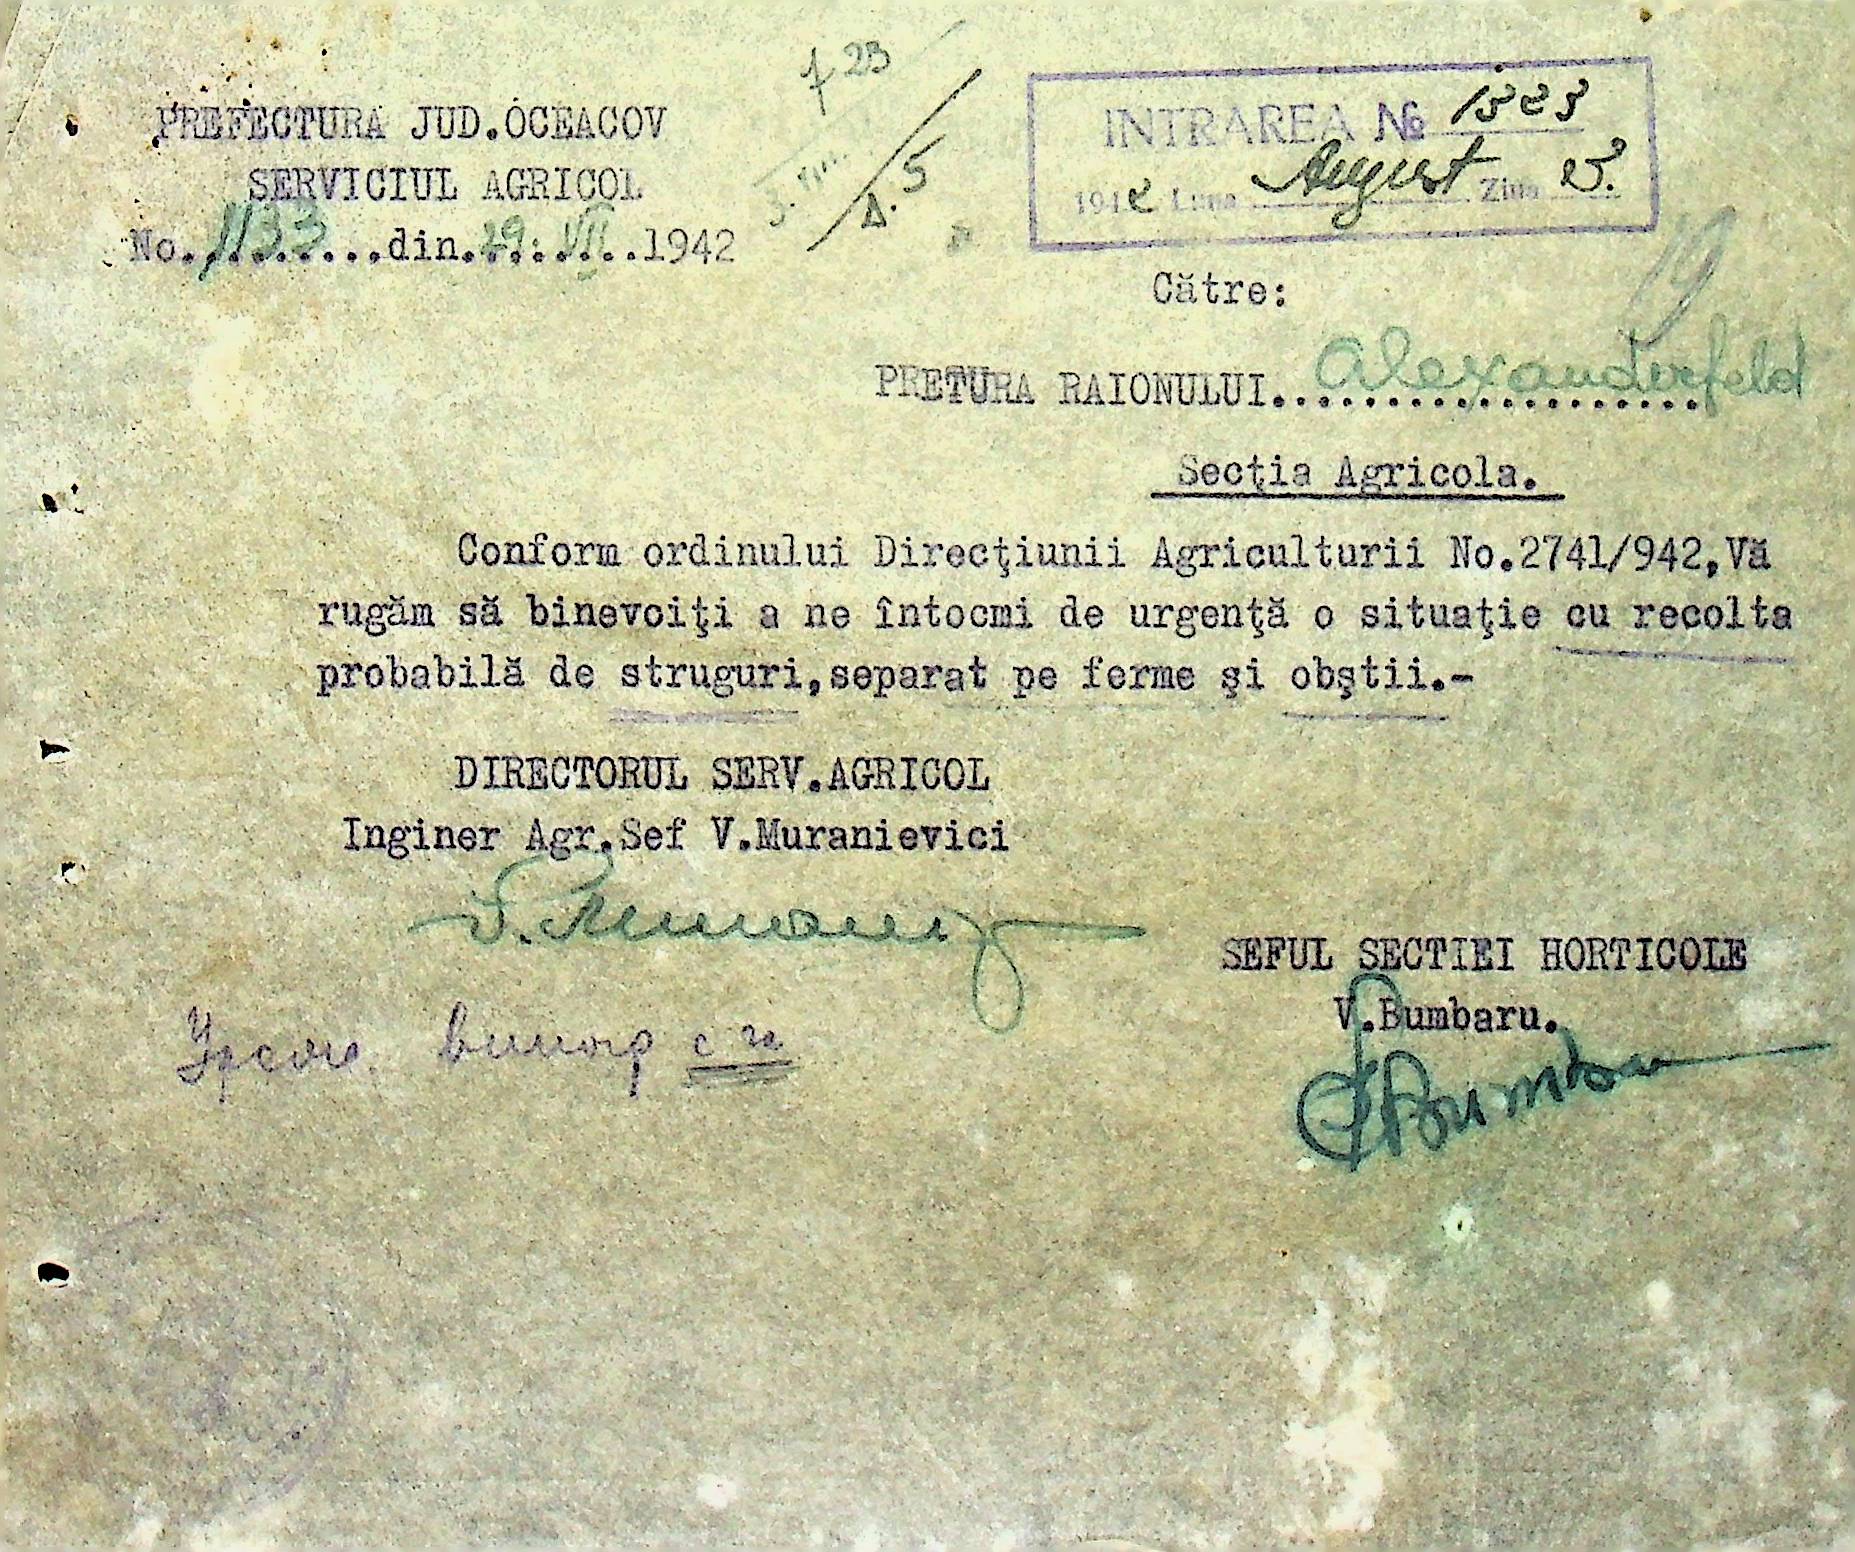 PREFECTURA JUD.OCEACOV
SERVICIUL AGRICOL
No. 1133 din 29. VII. 1942
723
Δ.5
INTRAREA No
1942 Luna August Ziua 3.
19
Către:
PRETURA RAIONULUI Alexanderfeld
Secţia Agricola.
Conform ordinului Direcţiunii Agriculturii No.2741/942,Vă
rugăm să binevoiţi a ne întocmi de urgenţă o situaţie cu recolta
probabilă de struguri,separat pe ferme şi obştii.-
DIRECTORUL SERV.AGRICOL
Inginer Agr.Sef V.Muranievici
SEFUL SECTIEI HORTICOLE
V.Bumbaru.